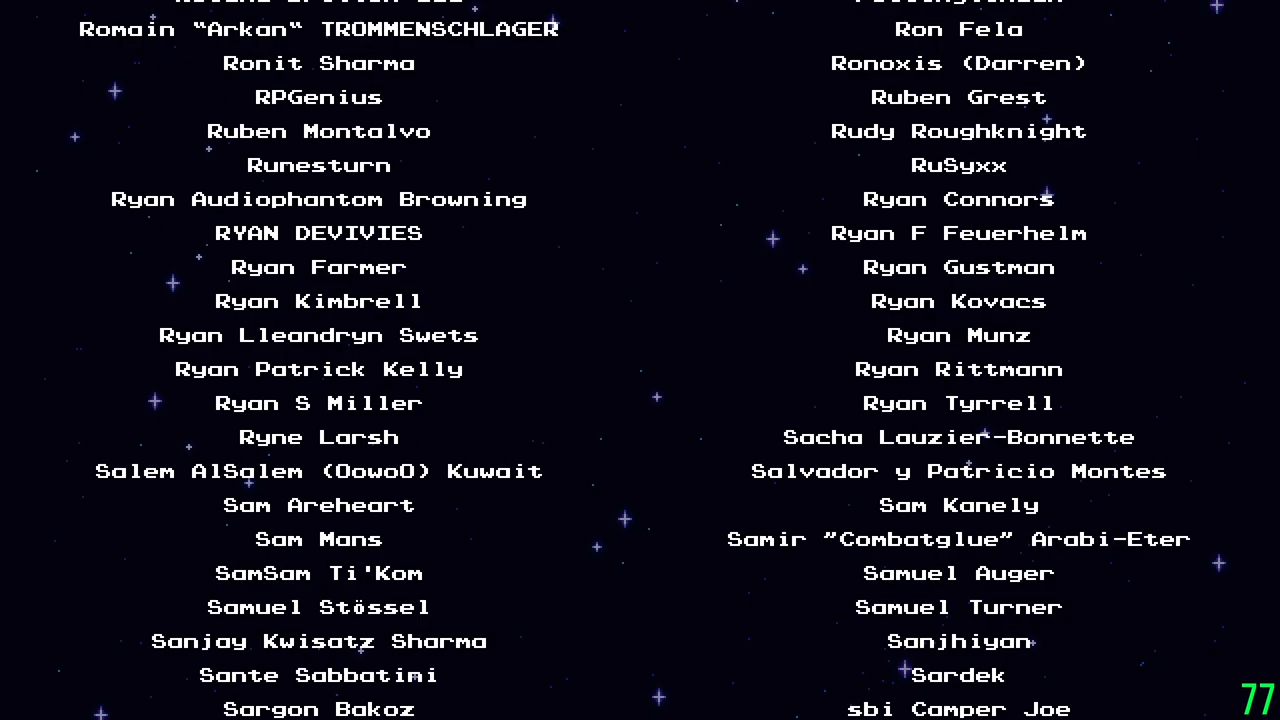 Romain "Arkan" TROMMENSCHLAGER
Ron Fela
Ronit Sharma
Ronoxis (Darren)
RPGenius
Ruben Grest
Ruben Montalvo
Rudy Roughknight
Runesturn
RuSyxx
Ryan Audiophantom Browning
Ryan Connors
RYAN DEVIVIES
Ryan F Feuerhelm
Ryan Farmer
Ryan Gustman
Ryan Kimbrell
Ryan Kovacs
Ryan Lleandryn Swets
Ryan Munz
Ryan Patrick Kelly
Ryan Rittmann
Ryan S Miller
Ryan Tyrrell
Ryne Larsh
Sacha Lauzier-Bonnette
Salem AlSalem (OowoO) Kuwait
Salvador y Patricio Montes
Sam Areheart
Sam Kanely
Sam Mans
Samir "Combatglue" Arabi-Eter
SamSam Ti'Kom
Samuel Auger
Samuel Stössel
Samuel Turner
Sanjay Kwisatz Sharma
Sanjhiyan
Sante Sabbatini
Sardek
Sargon Bakoz
sbi Camper Joe
77